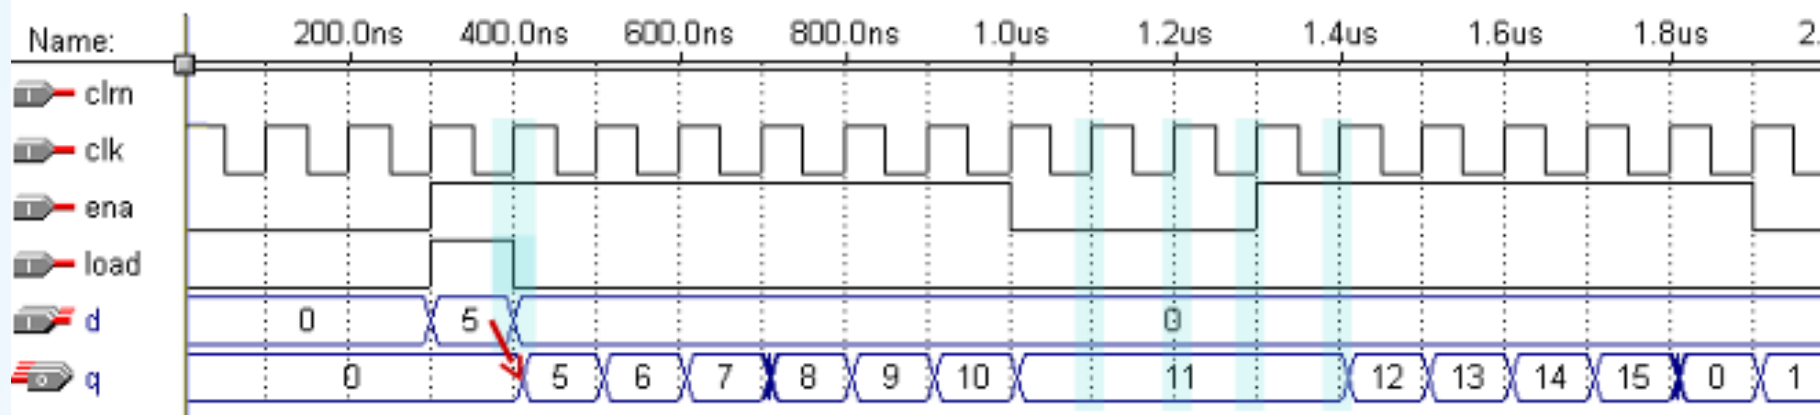 Name: 200.0ns 400.0ns 600.0ns 800.0ns 1.0us 1.2us 1.4us 1.6us 1.8us 2.
clrn
clk
ena
load
d 0 5 0
q 0 5 6 7 8 9 10 11 12 13 14 15 0 1